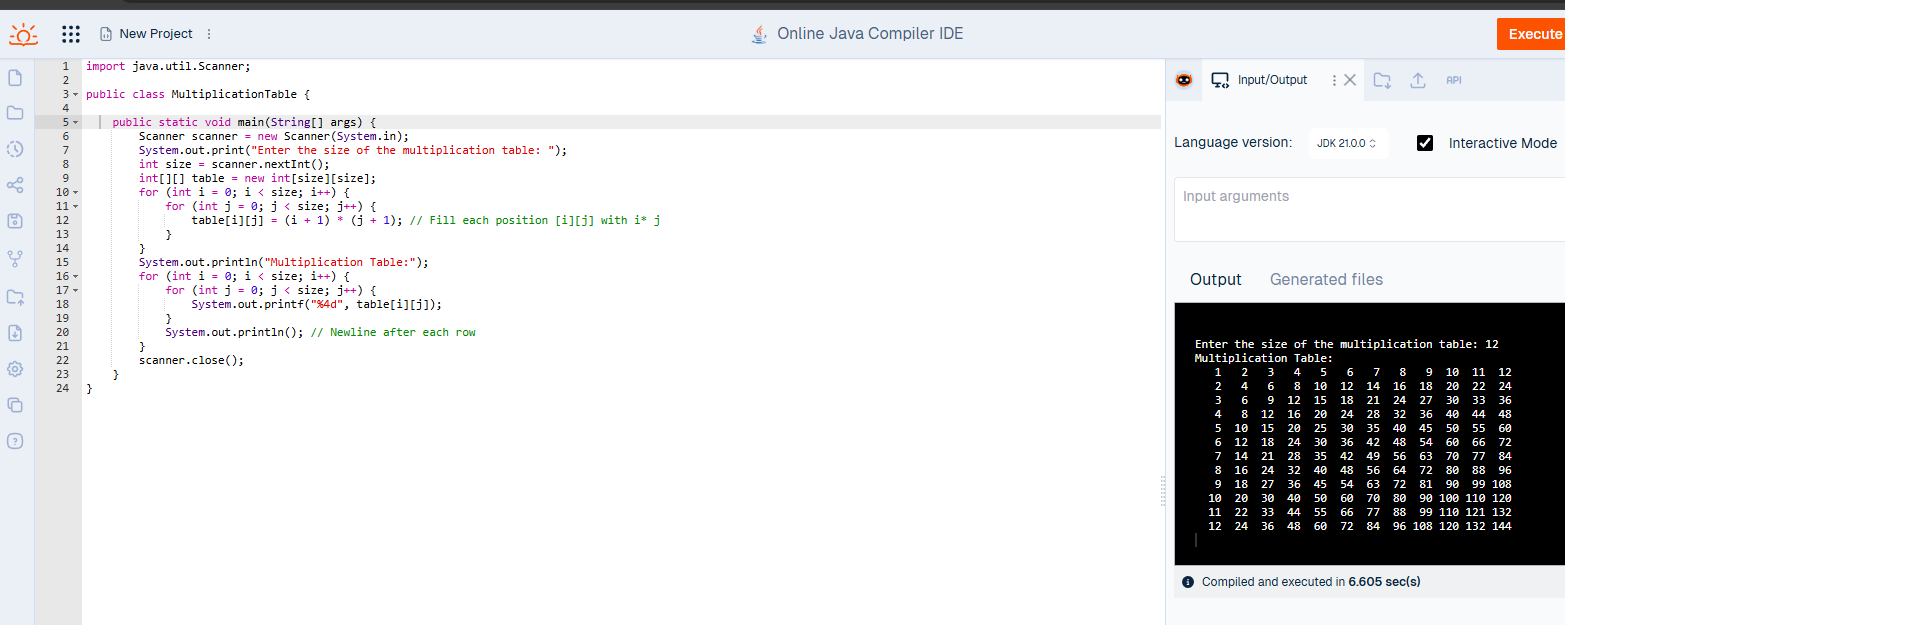 New Project
Online Java Compiler IDE
Execute
1 import java.util.Scanner;
2
3 public class MultiplicationTable {
4
5     public static void main(String[] args) {
6         Scanner scanner = new Scanner(System.in);
7         System.out.print("Enter the size of the multiplication table: ");
8         int size = scanner.nextInt();
9         int[][] table = new int[size][size];
10         for (int i = 0; i < size; i++) {
11             for (int j = 0; j < size; j++) {
12                 table[i][j] = (i + 1) * (j + 1); // Fill each position [i][j] with i* j
13             }
14         }
15         System.out.println("Multiplication Table:");
16         for (int i = 0; i < size; i++) {
17             for (int j = 0; j < size; j++) {
18                 System.out.printf("%4d", table[i][j]);
19             }
20             System.out.println(); // Newline after each row
21         }
22         scanner.close();
23     }
24 }
Input/Output
API
Language version: JDK 21.0.0 Interactive Mode
Input arguments
Output Generated files
Enter the size of the multiplication table: 12
Multiplication Table:
   1   2   3   4   5   6   7   8   9  10  11  12
   2   4   6   8  10  12  14  16  18  20  22  24
   3   6   9  12  15  18  21  24  27  30  33  36
   4   8  12  16  20  24  28  32  36  40  44  48
   5  10  15  20  25  30  35  40  45  50  55  60
   6  12  18  24  30  36  42  48  54  60  66  72
   7  14  21  28  35  42  49  56  63  70  77  84
   8  16  24  32  40  48  56  64  72  80  88  96
   9  18  27  36  45  54  63  72  81  90  99 108
  10  20  30  40  50  60  70  80  90 100 110 120
  11  22  33  44  55  66  77  88  99 110 121 132
  12  24  36  48  60  72  84  96 108 120 132 144
Compiled and executed in 6.605 sec(s)